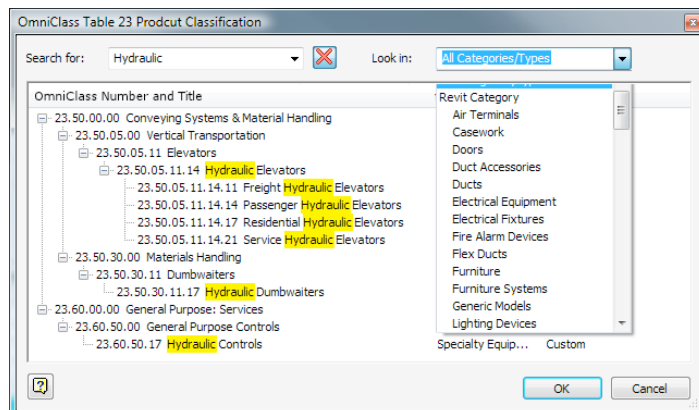 OmniClass Table 23 Prodcut Classification
Search for: Hydraulic Look in: All Categories/Types
OmniClass Number and Title
Revit Category
23.50.00.00 Conveying Systems & Material Handling
Air Terminals
23.50.05.00 Vertical Transportation
Casework
23.50.05.11 Elevators
Doors
23.50.05.11.14 Hydraulic Elevators
Duct Accessories
23.50.05.11.14.11 Freight Hydraulic Elevators
Ducts
23.50.05.11.14.14 Passenger Hydraulic Elevators
Electrical Equipment
23.50.05.11.14.17 Residential Hydraulic Elevators
Electrical Fixtures
23.50.05.11.14.21 Service Hydraulic Elevators
Fire Alarm Devices
23.50.30.00 Materials Handling
Flex Ducts
23.50.30.11 Dumbwaiters
Furniture
23.50.30.11.17 Hydraulic Dumbwaiters
Furniture Systems
23.60.00.00 General Purpose: Services
Generic Models
23.60.50.00 General Purpose Controls
Lighting Devices
23.60.50.17 Hydraulic Controls Specialty Equip... Custom
?
OK Cancel